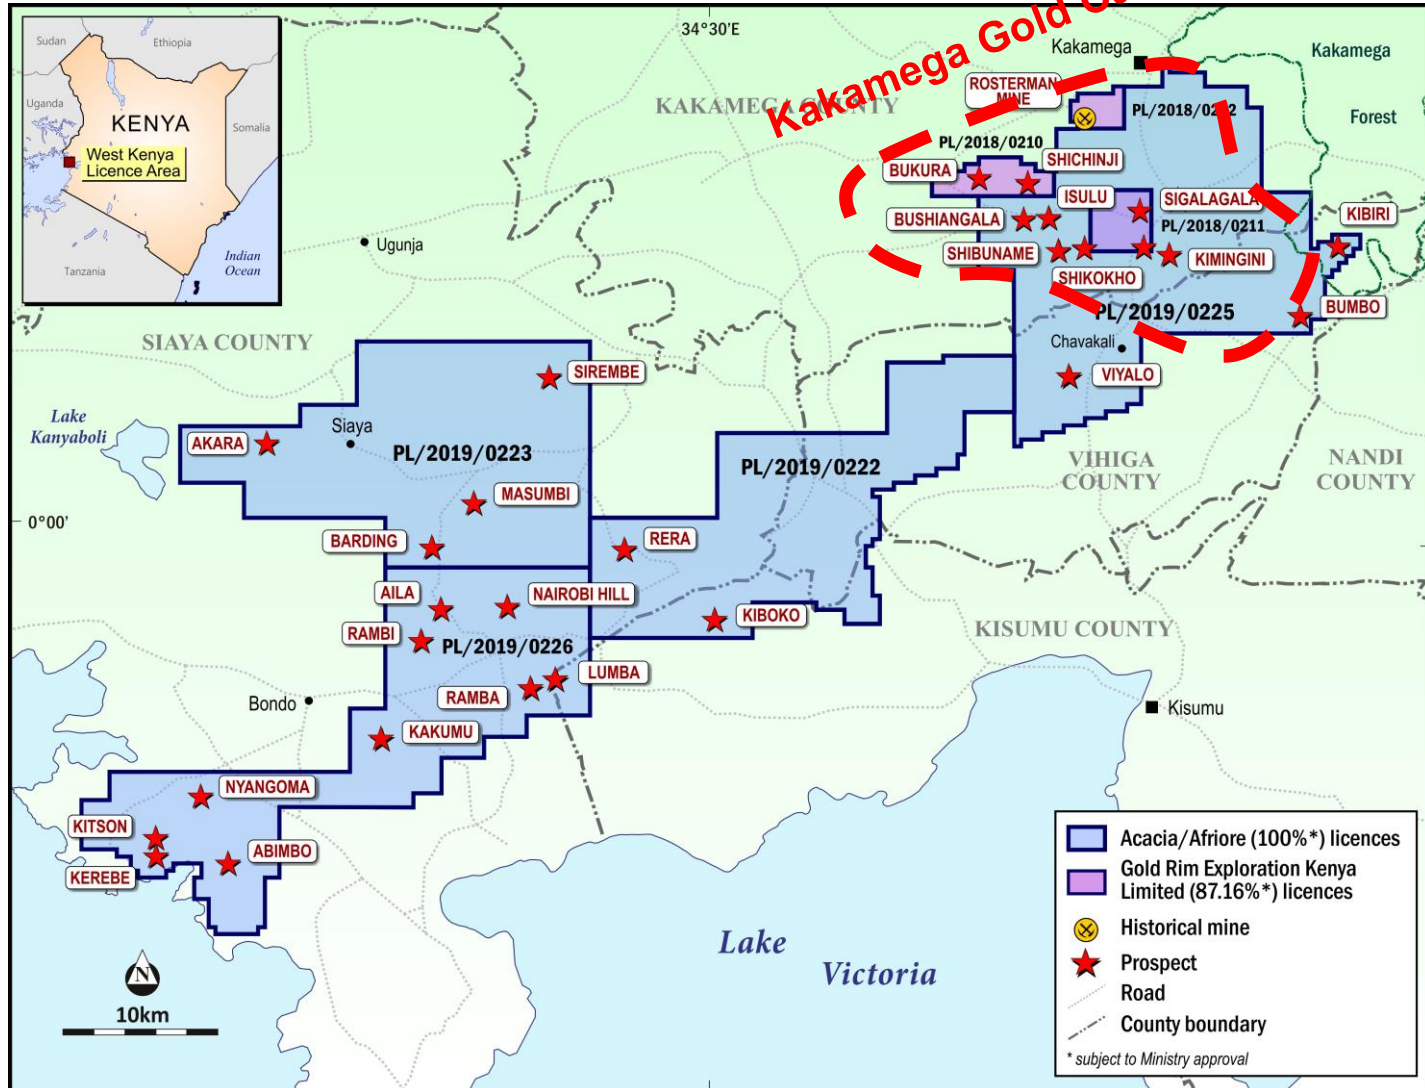 Sudan
Ethiopia
Uganda
KENYA
Somalia
West Kenya
Licence Area
Tanzania
Indian
Ocean
34°30'E
Kakamega Gold
Kakamega
Kakamega
Forest
KAKAMEGA COUNTY
ROSTERMAN
MINE
PL/2018/0210
SHICHINJI
BUKURA
ISULU
SIGALAGALA
PL/2018/0211
BUSHIANGALA
KIBIRI
SHIBUNAME
SHIKOKHO
KIMINGINI
PL/2019/0225
BUMBO
Chavakali
VIYALO
Ugunja
SIAYA COUNTY
SIREMBE
Lake
Kanyaboli
AKARA
Siaya
PL/2019/0223
PL/2019/0222
VIHIGA
COUNTY
NANDI
COUNTY
MASUMBI
0°00'
BARDING
RERA
AILA
NAIROBI HILL
KIBOKO
RAMBI
PL/2019/0226
KISUMU COUNTY
LUMBA
RAMBA
Bondo
Kisumu
KAKUMU
NYANGOMA
KITSON
KEREBE
ABIMBO
Lake
Victoria
N
10km
Acacia/Afriore (100%*) licences
Gold Rim Exploration Kenya
Limited (87.16%*) licences
Historical mine
Prospect
Road
County boundary
* subject to Ministry approval